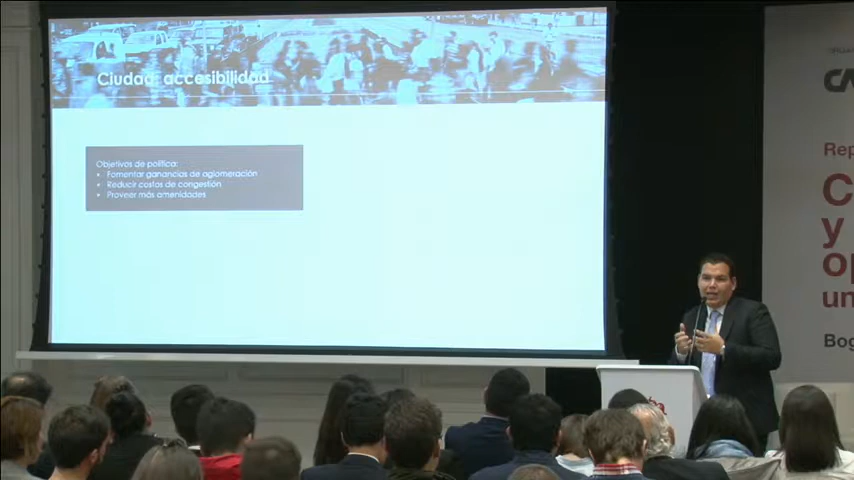 Ciudad: accesibilidad
Objetivos de política:
• Fomentar ganancias de aglomeración
• Reducir costos de congestión
• Proveer más amenidades
Rep
C
y
op
un
Bog